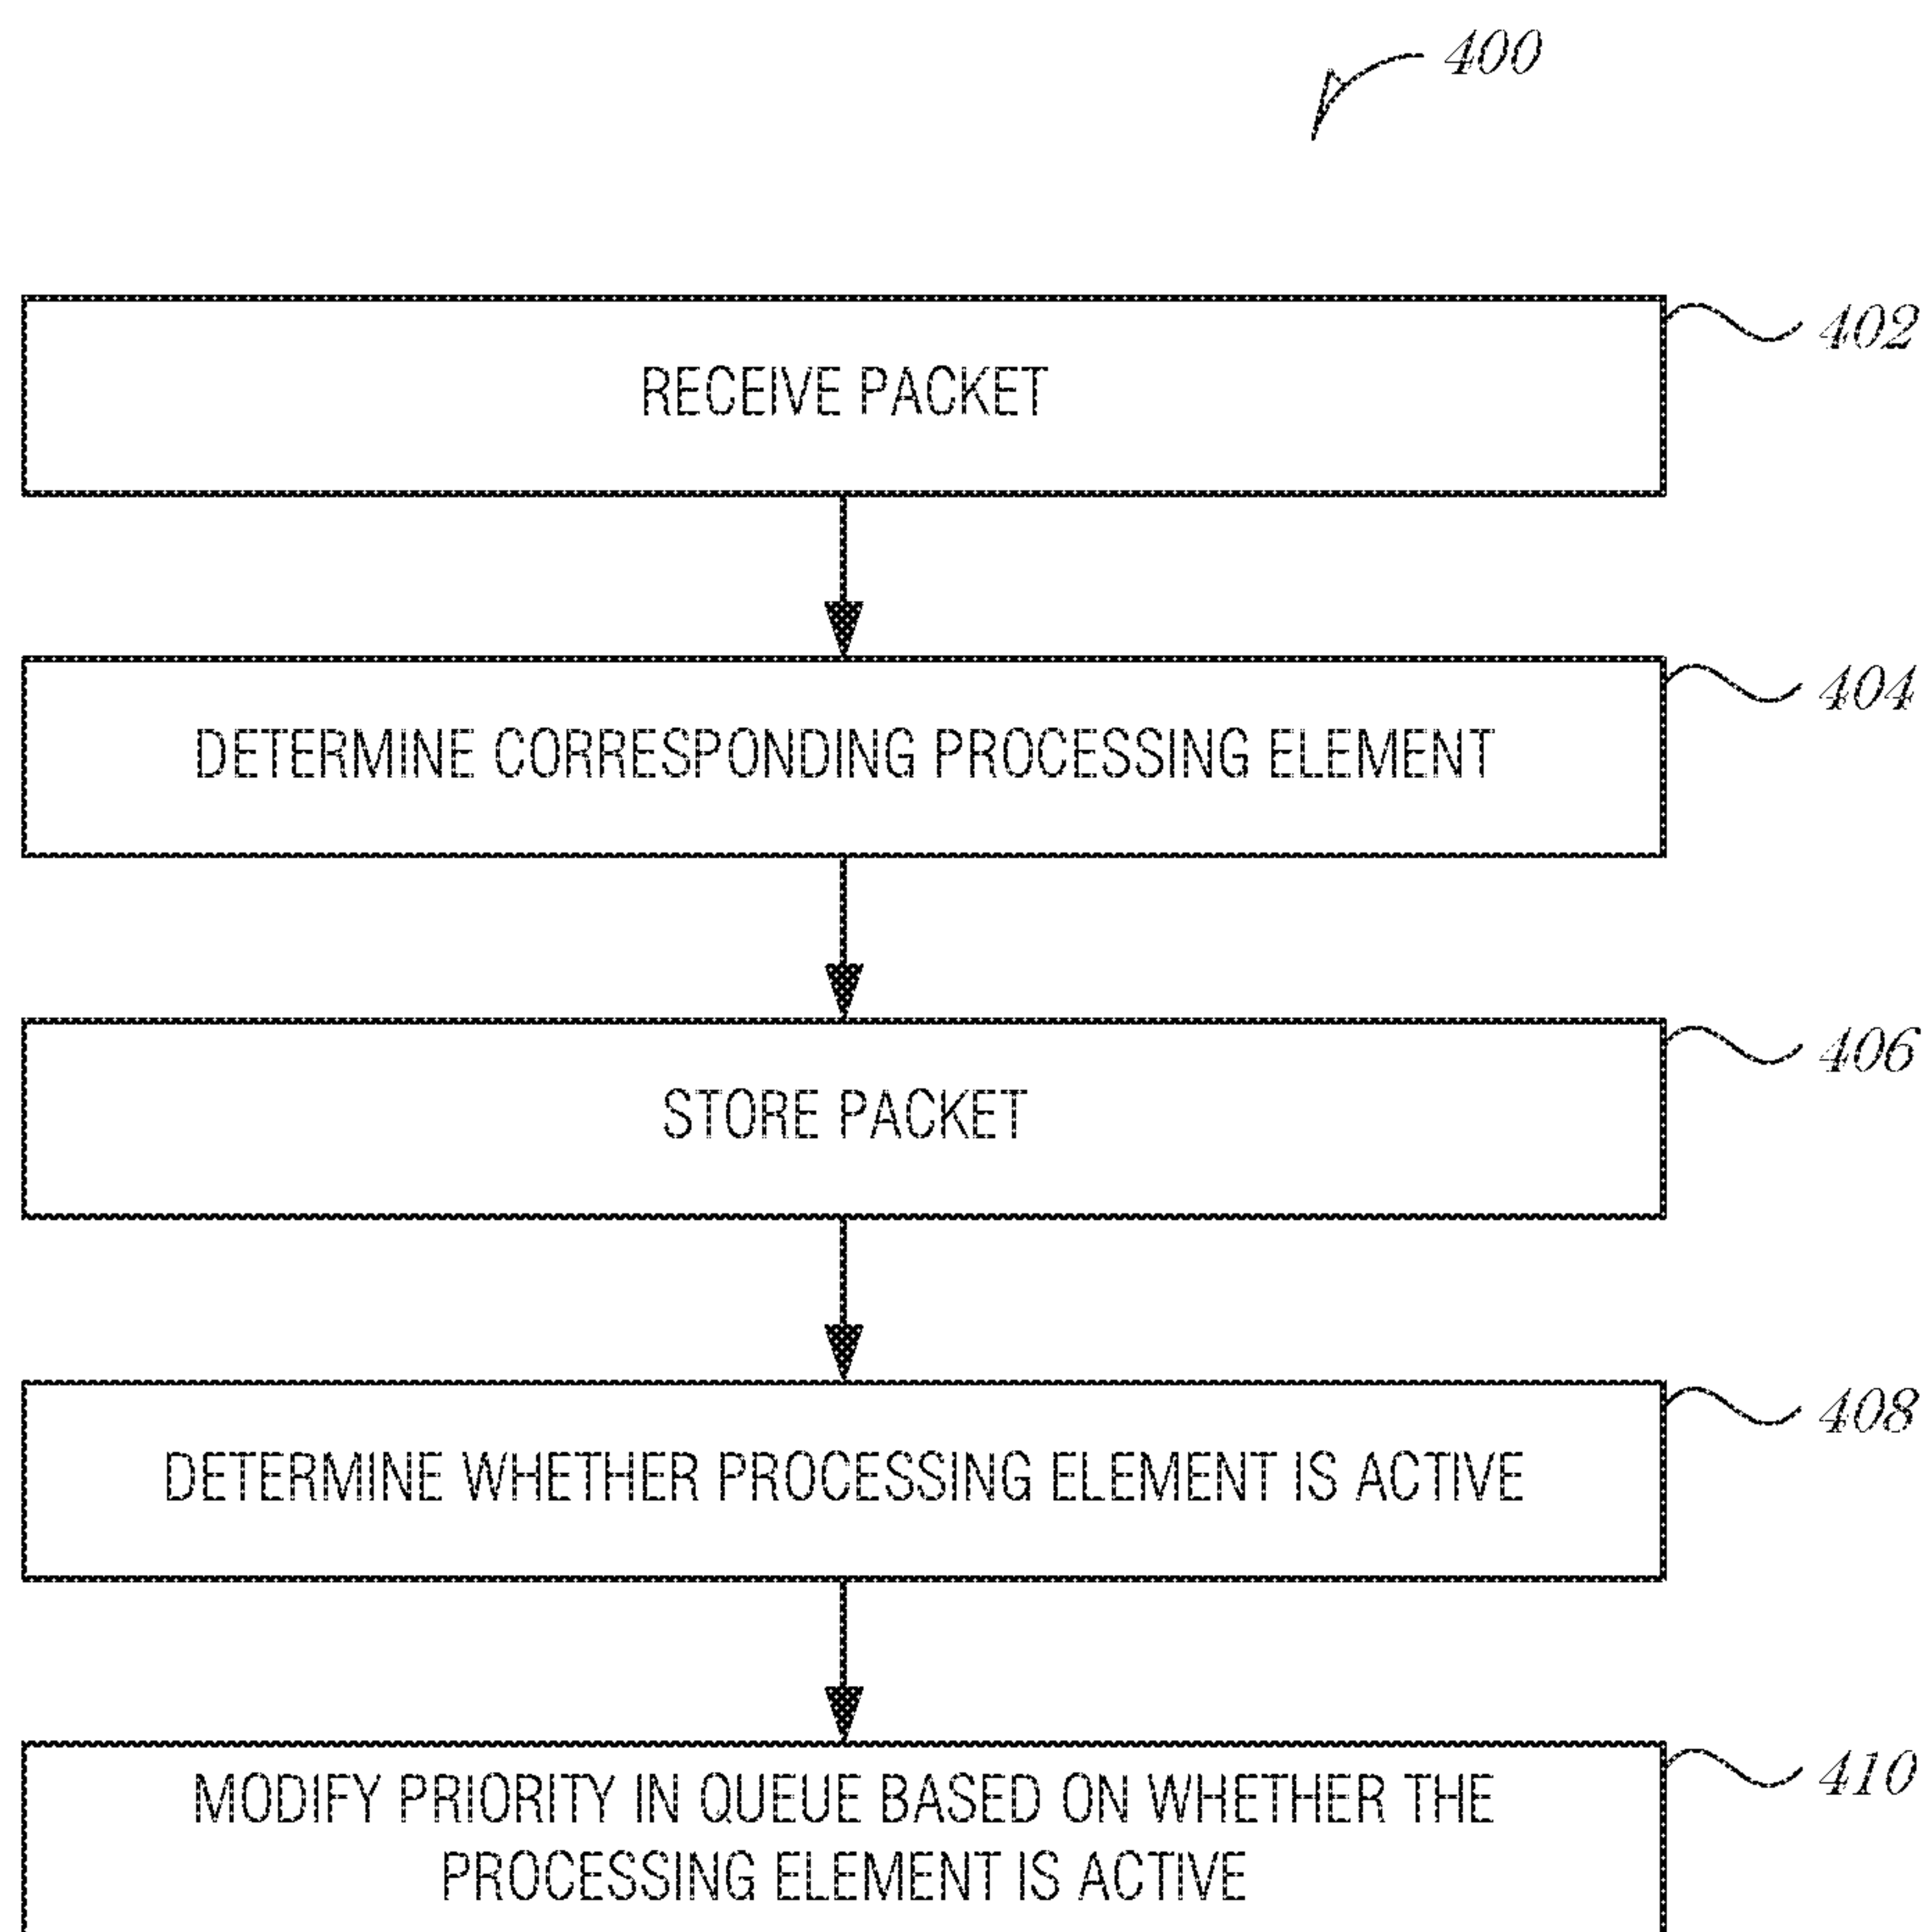 400
RECEIVE PACKET
402
DETERMINE CORRESPONDING PROCESSING ELEMENT
404
STORE PACKET
406
DETERMINE WHETHER PROCESSING ELEMENT IS ACTIVE
408
MODIFY PRIORITY IN QUEUE BASED ON WHETHER THE
PROCESSING ELEMENT IS ACTIVE
410